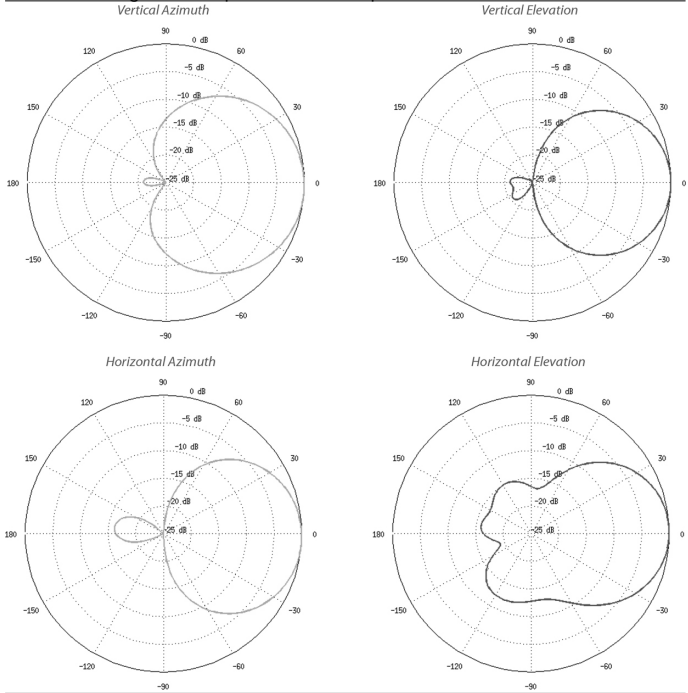 Vertical Azimuth
Vertical Elevation
90
0 dB
120
60
-5 dB
-10 dB
150
30
-15 dB
-20 dB
180
-25 dB
0
-150
-30
-120
-60
-90
90
0 dB
120
60
-5 dB
-10 dB
150
30
-15 dB
-20 dB
180
-25 dB
0
-150
-30
-120
-60
-90
Horizontal Azimuth
Horizontal Elevation
90
0 dB
120
60
-5 dB
-10 dB
150
30
-15 dB
-20 dB
180
-25 dB
0
-150
-30
-120
-60
-90
90
0 dB
120
60
-5 dB
-10 dB
150
30
-15 dB
-20 dB
180
-25 dB
0
-150
-30
-120
-60
-90